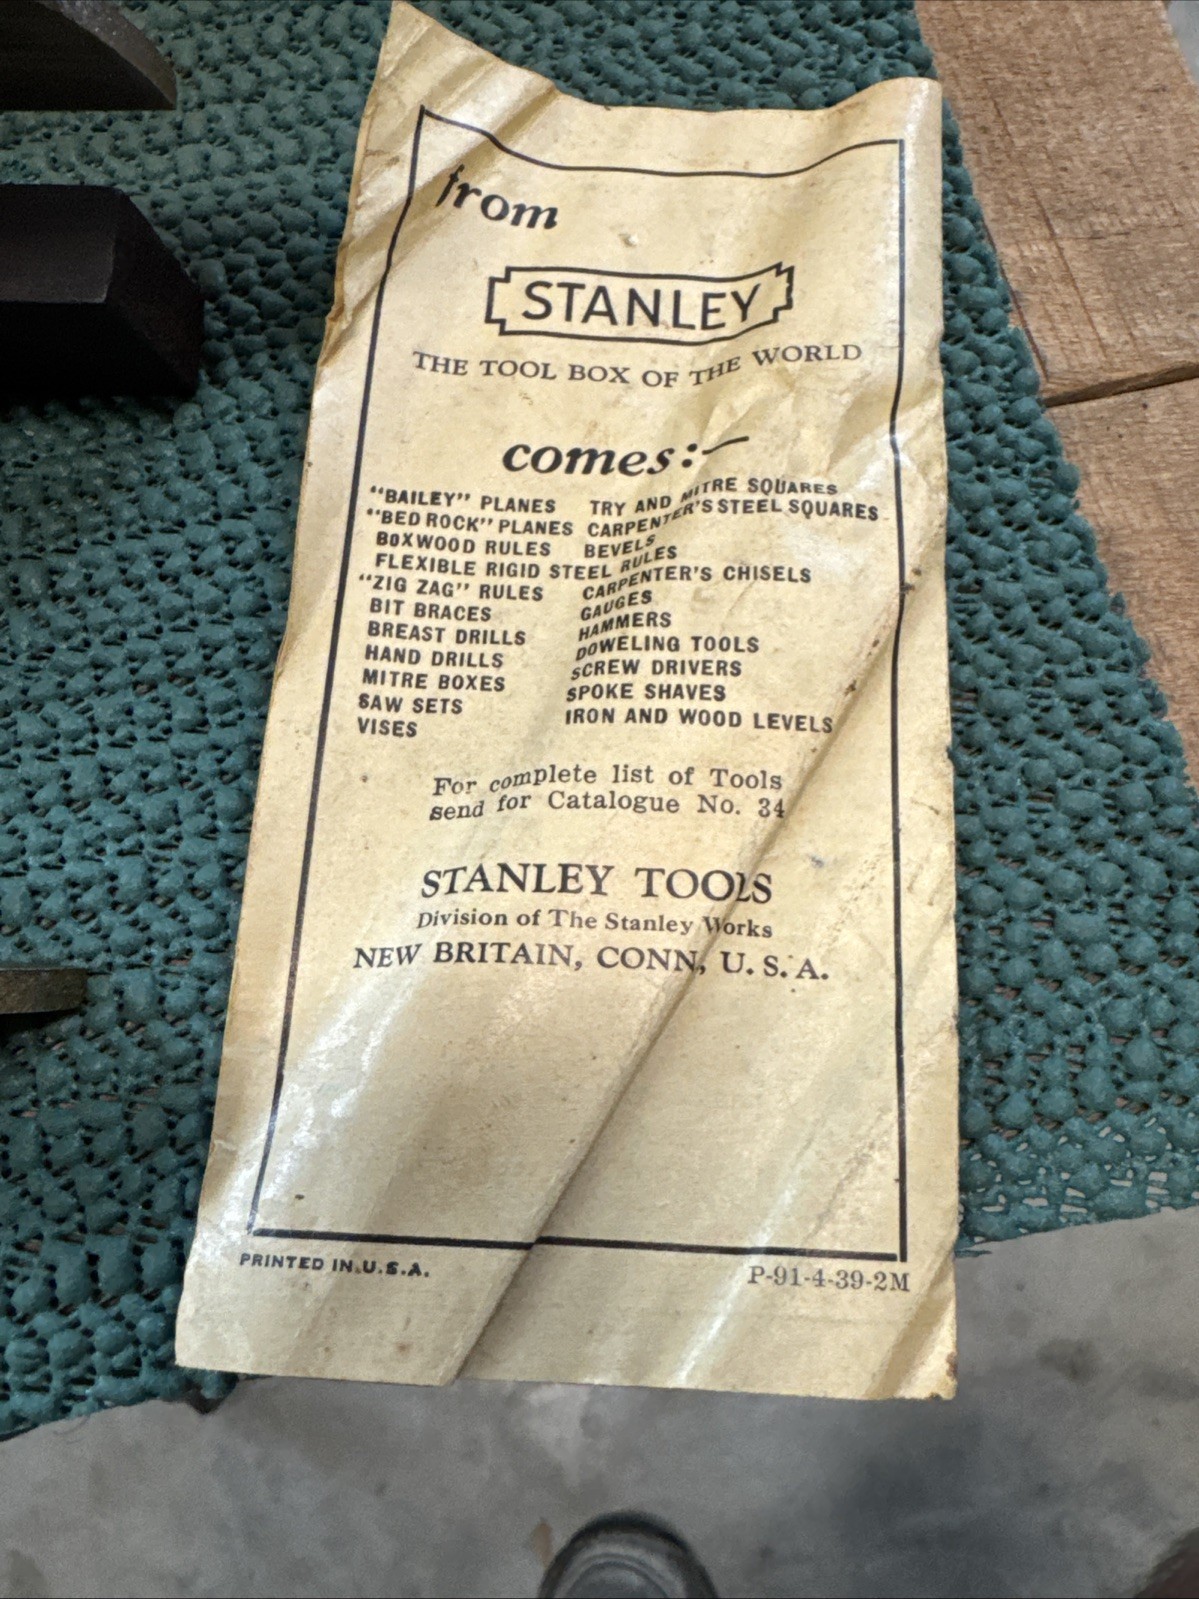 from
STANLEY
THE TOOL BOX OF THE WORLD
comes:—
"BAILEY" PLANES
"BED ROCK" PLANES
BOXWOOD RULES
FLEXIBLE RIGID STEEL RULES
"ZIG ZAG" RULES
BIT BRACES
BREAST DRILLS
HAND DRILLS
MITRE BOXES
SAW SETS
VISES
TRY AND MITRE SQUARES
CARPENTER'S STEEL SQUARES
BEVELS
CARPENTER'S CHISELS
GAUGES
HAMMERS
DOWELING TOOLS
SCREW DRIVERS
SPOKE SHAVES
IRON AND WOOD LEVELS
For complete list of Tools
send for Catalogue No. 34
STANLEY TOOLS
Division of The Stanley Works
NEW BRITAIN, CONN, U. S. A.
PRINTED IN U.S.A.
P-91-4-39-2M